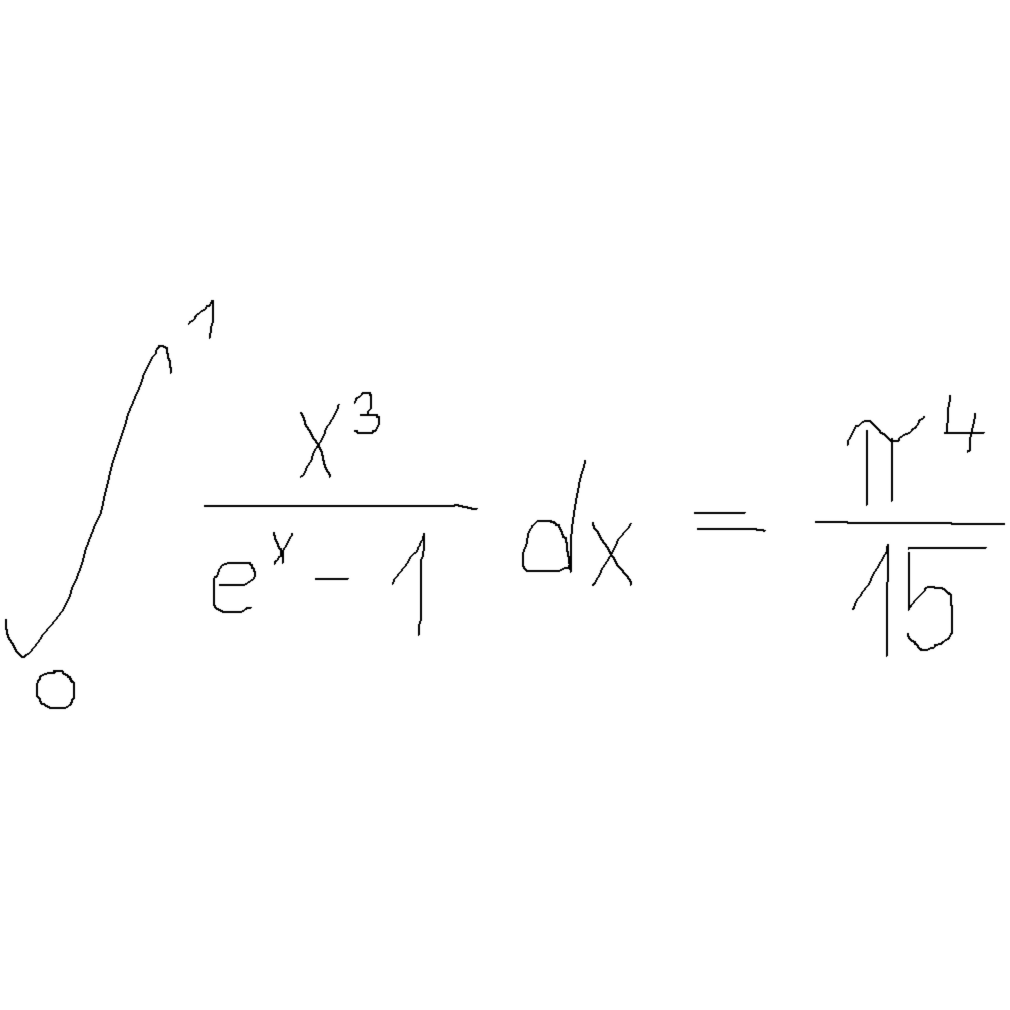 ∫₀¹ x³/(eˣ - 1) dx = π⁴/15